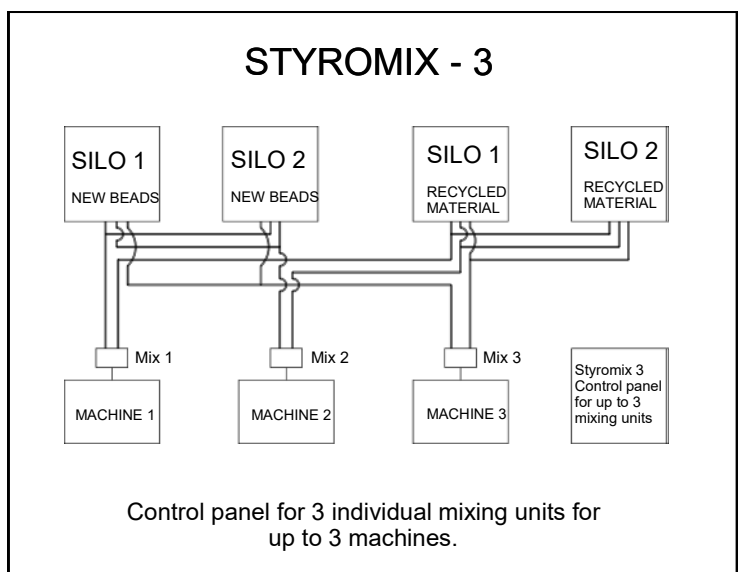 STYROMIX - 3
SILO 1
NEW BEADS
SILO 2
NEW BEADS
SILO 1
RECYCLED
MATERIAL
SILO 2
RECYCLED
MATERIAL
Mix 1
Mix 2
Mix 3
MACHINE 1
MACHINE 2
MACHINE 3
Styromix 3
Control panel
for up to 3
mixing units
Control panel for 3 individual mixing units for
up to 3 machines.